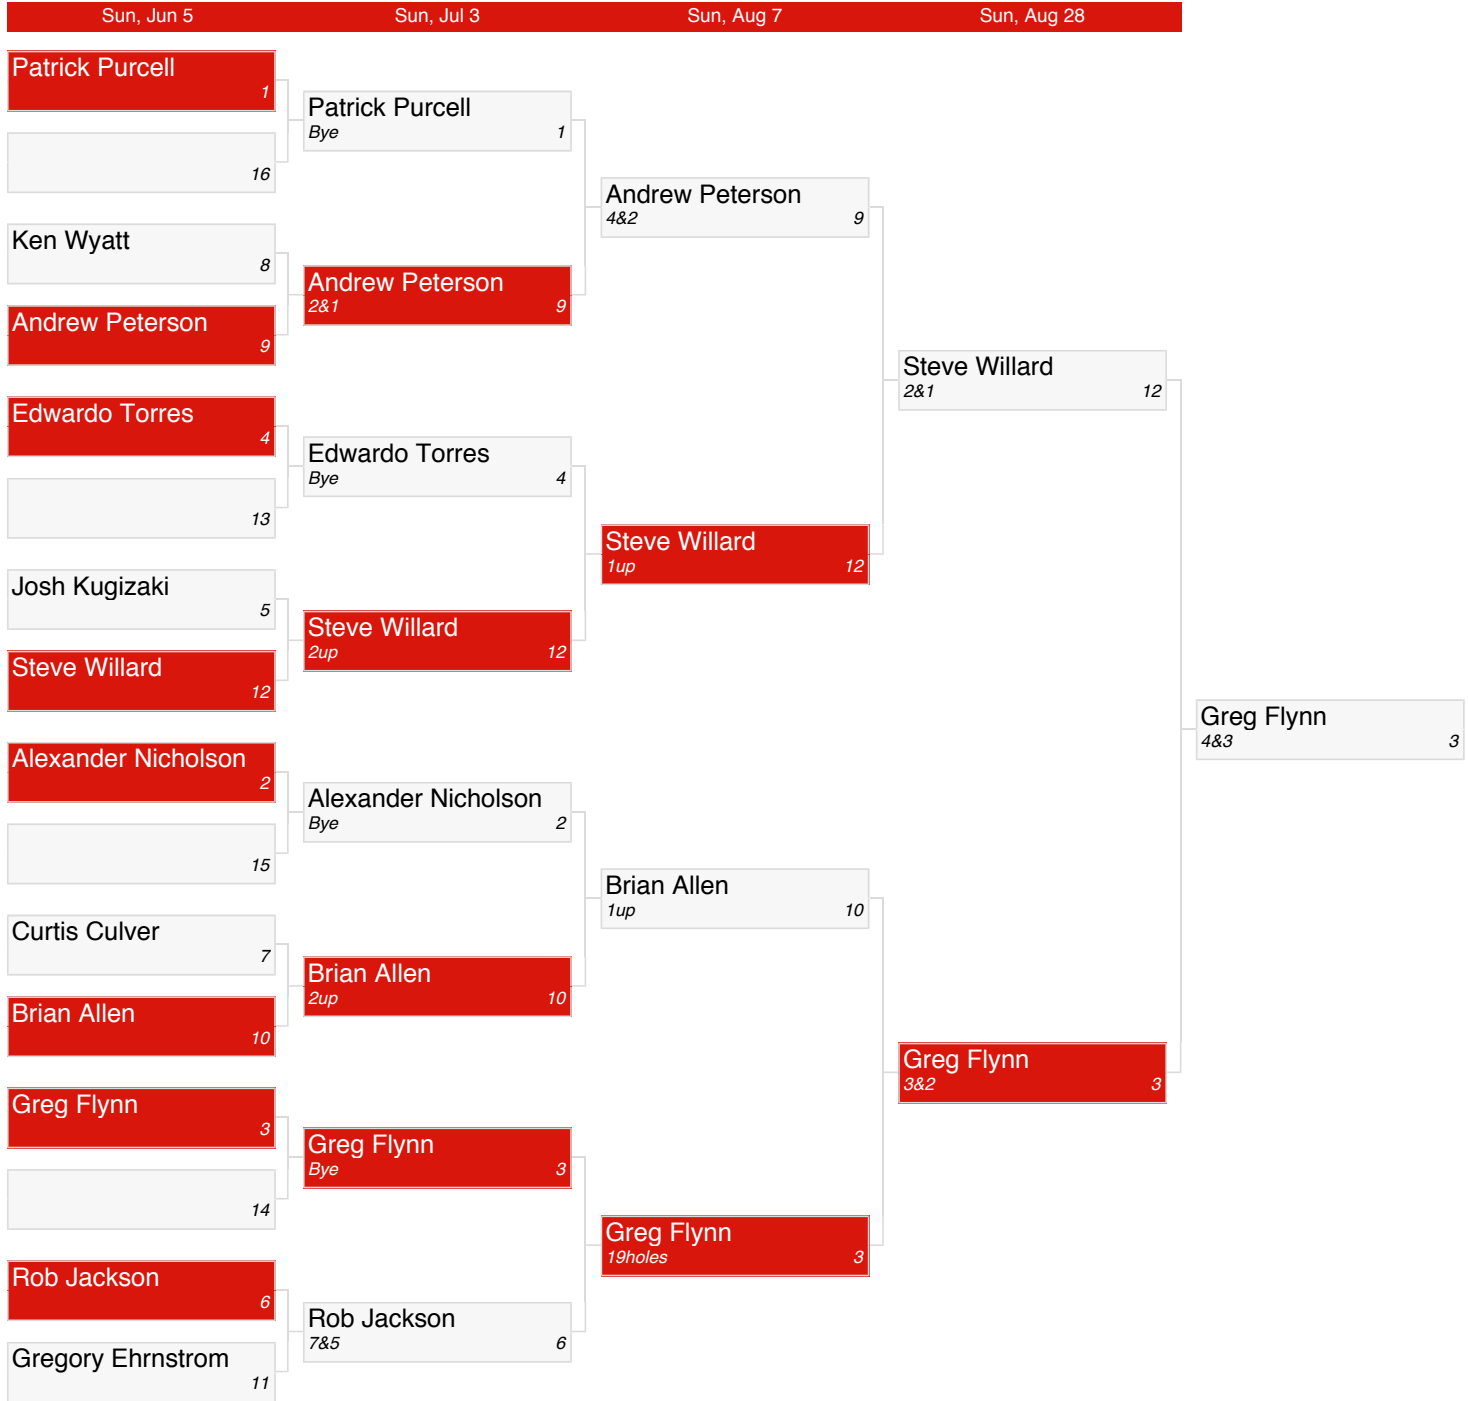 Sun, Jun 5
Sun, Jul 3
Sun, Aug 7
Sun, Aug 28
Patrick Purcell
1
16
Ken Wyatt
8
Andrew Peterson
9
Edwardo Torres
4
13
Josh Kugizaki
5
Steve Willard
12
Alexander Nicholson
2
15
Curtis Culver
7
Brian Allen
10
Greg Flynn
3
14
Rob Jackson
6
Gregory Ehrnstrom
11
Patrick Purcell
Bye 1
Andrew Peterson
2&1 9
Edwardo Torres
Bye 4
Steve Willard
2up 12
Alexander Nicholson
Bye 2
Brian Allen
2up 10
Greg Flynn
Bye 3
Rob Jackson
7&5 6
Andrew Peterson
4&2 9
Steve Willard
1up 12
Brian Allen
1up 10
Greg Flynn
19holes 3
Steve Willard
2&1 12
Greg Flynn
3&2 3
Greg Flynn
4&3 3